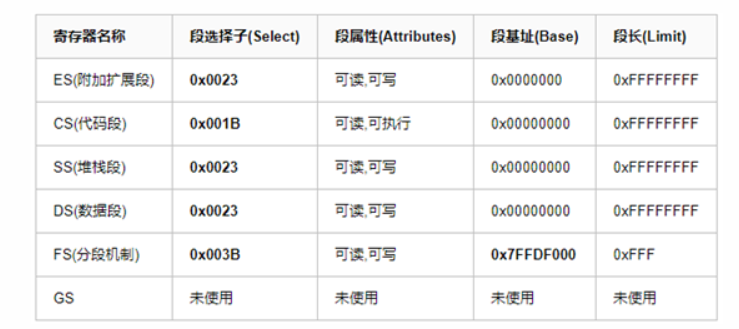 寄存器名称 段选择子(Select) 段属性(Attributes) 段基址(Base) 段长(Limit)
ES(附加扩展段) 0x0023 可读,可写 0x0000000 0xFFFFFFFF
CS(代码段) 0x001B 可读,可执行 0x00000000 0xFFFFFFFF
SS(堆栈段) 0x0023 可读,可写 0x00000000 0xFFFFFFFF
DS(数据段) 0x0023 可读,可写 0x00000000 0xFFFFFFFF
FS(分段机制) 0x003B 可读,可写 0x7FFDF000 0xFFF
GS 未使用 未使用 未使用 未使用